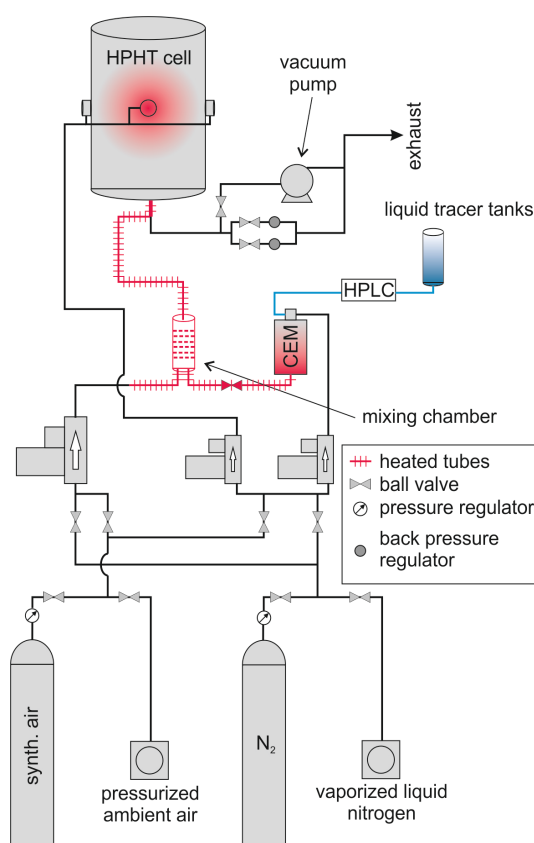 HPHT cell
vacuum
pump
exhaust
liquid tracer tanks
HPLC
CEM
mixing chamber
heated tubes
ball valve
pressure regulator
back pressure
regulator
synth. air
N₂
pressurized
ambient air
vaporized liquid
nitrogen